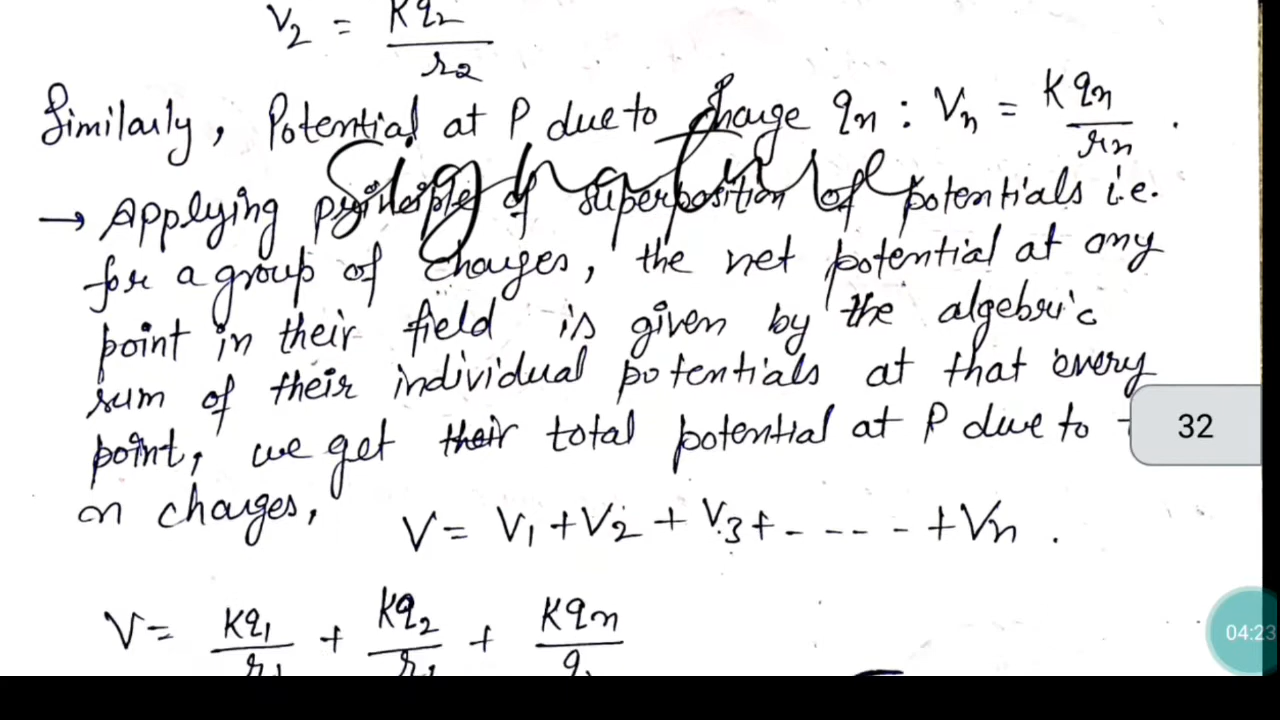 V2 = Kq2/r2
Similarly, Potential at P due to charge qn : Vn = Kqn/rn .
Signature
→ Applying principle of superposition of potentials i.e.
for a group of charges, the net potential at any
point in their field is given by the algebric
sum of their individual potentials at that every
point, we get their total potential at P due to
n charges,
V = V1 + V2 + V3 + ----- + Vn .
V = Kq1/r1 + Kq2/r2 + Kqn
32
04:23